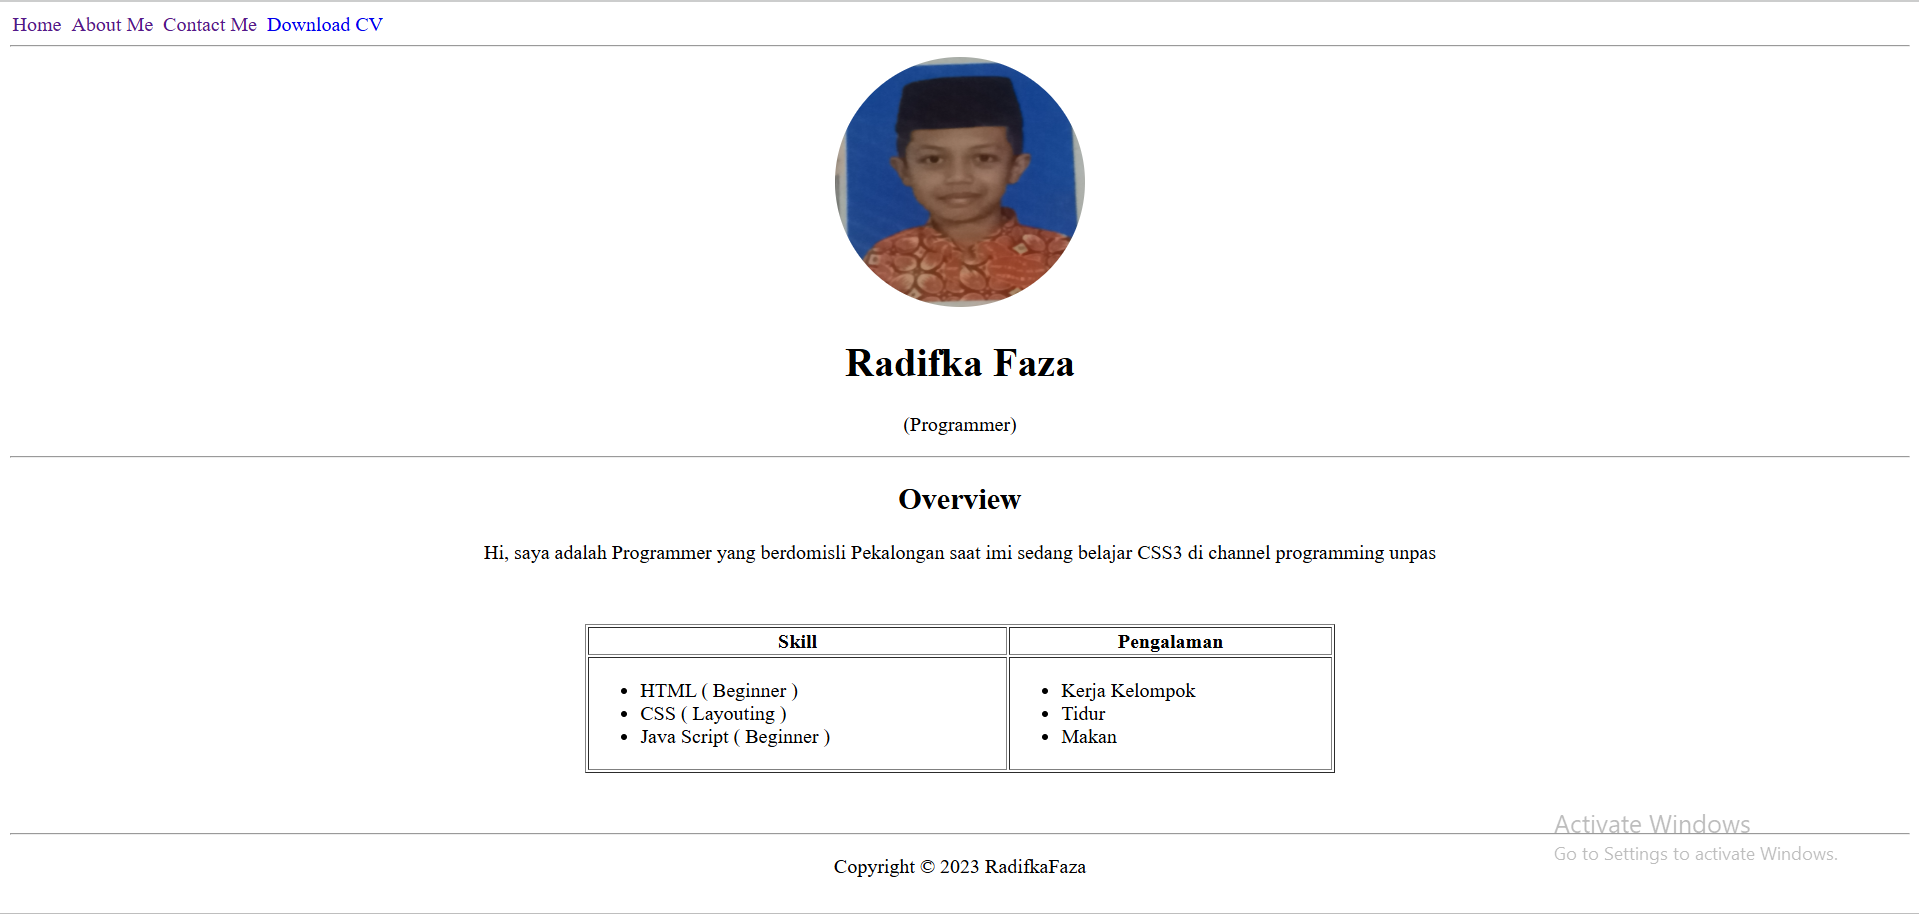 Home About Me Contact Me Download CV
Radifka Faza
(Programmer)
Overview
Hi, saya adalah Programmer yang berdomisli Pekalongan saat imi sedang belajar CSS3 di channel programming unpas
Skill Pengalaman
• HTML ( Beginner )
• CSS ( Layouting )
• Java Script ( Beginner )
• Kerja Kelompok
• Tidur
• Makan
Activate Windows
Go to Settings to activate Windows.
Copyright © 2023 RadifkaFaza